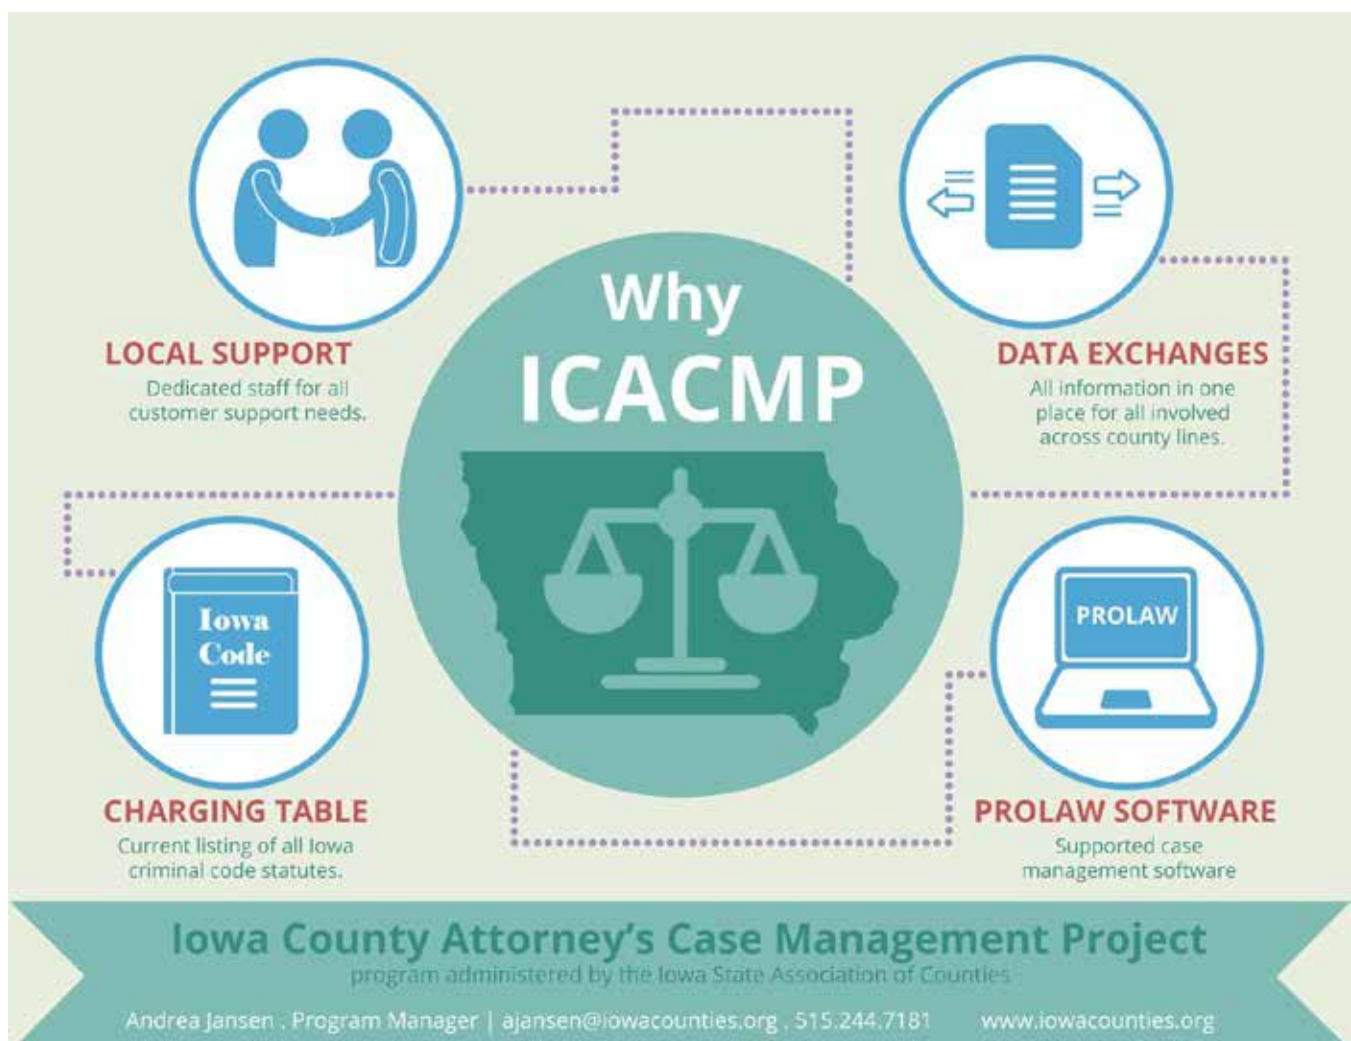 Why
ICACMP
LOCAL SUPPORT
Dedicated staff for all
customer support needs.
DATA EXCHANGES
All information in one
place for all involved
across county lines.
Iowa
Code
CHARGING TABLE
Current listing of all Iowa
criminal code statutes.
PROLAW
PROLAW SOFTWARE
Supported case
management software
Iowa County Attorney's Case Management Project
program administered by the Iowa State Association of Counties
Andrea Jansen . Program Manager | ajansen@iowacounties.org . 515.244.7181 www.iowacounties.org